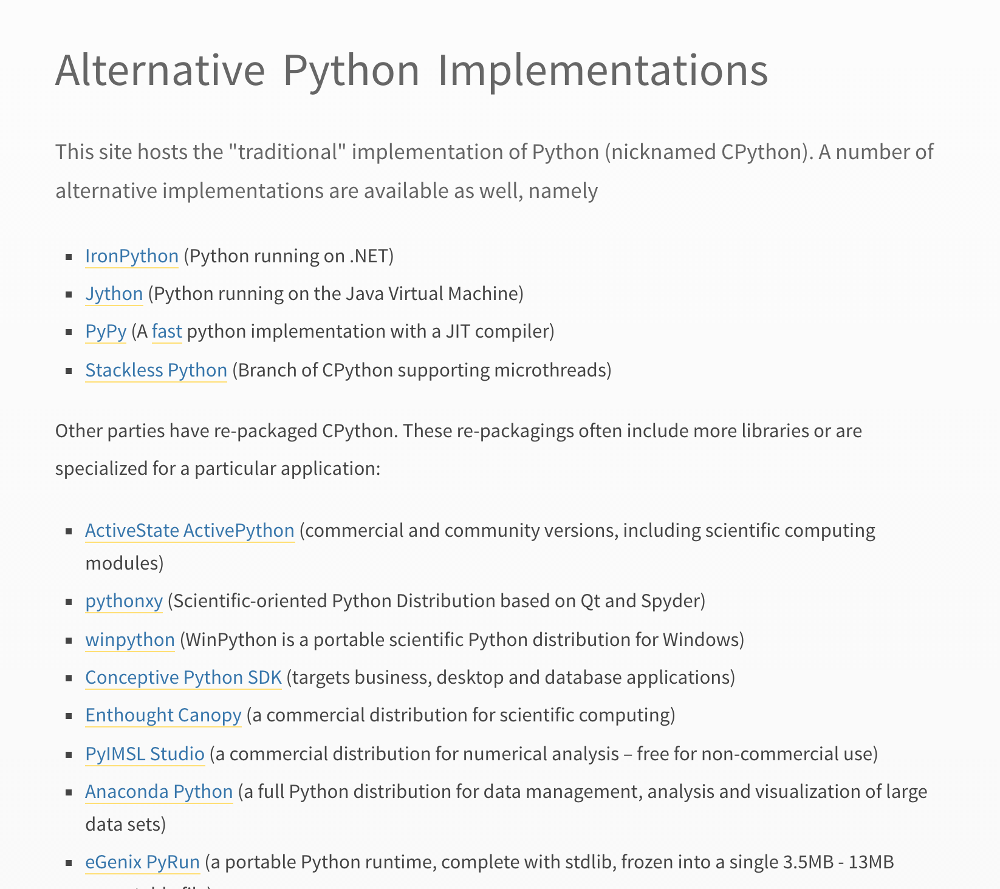 Alternative Python Implementations
This site hosts the "traditional" implementation of Python (nicknamed CPython). A number of
alternative implementations are available as well, namely
IronPython (Python running on .NET)
Jython (Python running on the Java Virtual Machine)
PyPy (A fast python implementation with a JIT compiler)
Stackless Python (Branch of CPython supporting microthreads)
Other parties have re-packaged CPython. These re-packagings often include more libraries or are
specialized for a particular application:
ActiveState ActivePython (commercial and community versions, including scientific computing
modules)
pythonxy (Scientific-oriented Python Distribution based on Qt and Spyder)
winpython (WinPython is a portable scientific Python distribution for Windows)
Conceptive Python SDK (targets business, desktop and database applications)
Enthought Canopy (a commercial distribution for scientific computing)
PyIMSL Studio (a commercial distribution for numerical analysis – free for non-commercial use)
Anaconda Python (a full Python distribution for data management, analysis and visualization of large
data sets)
eGenix PyRun (a portable Python runtime, complete with stdlib, frozen into a single 3.5MB - 13MB